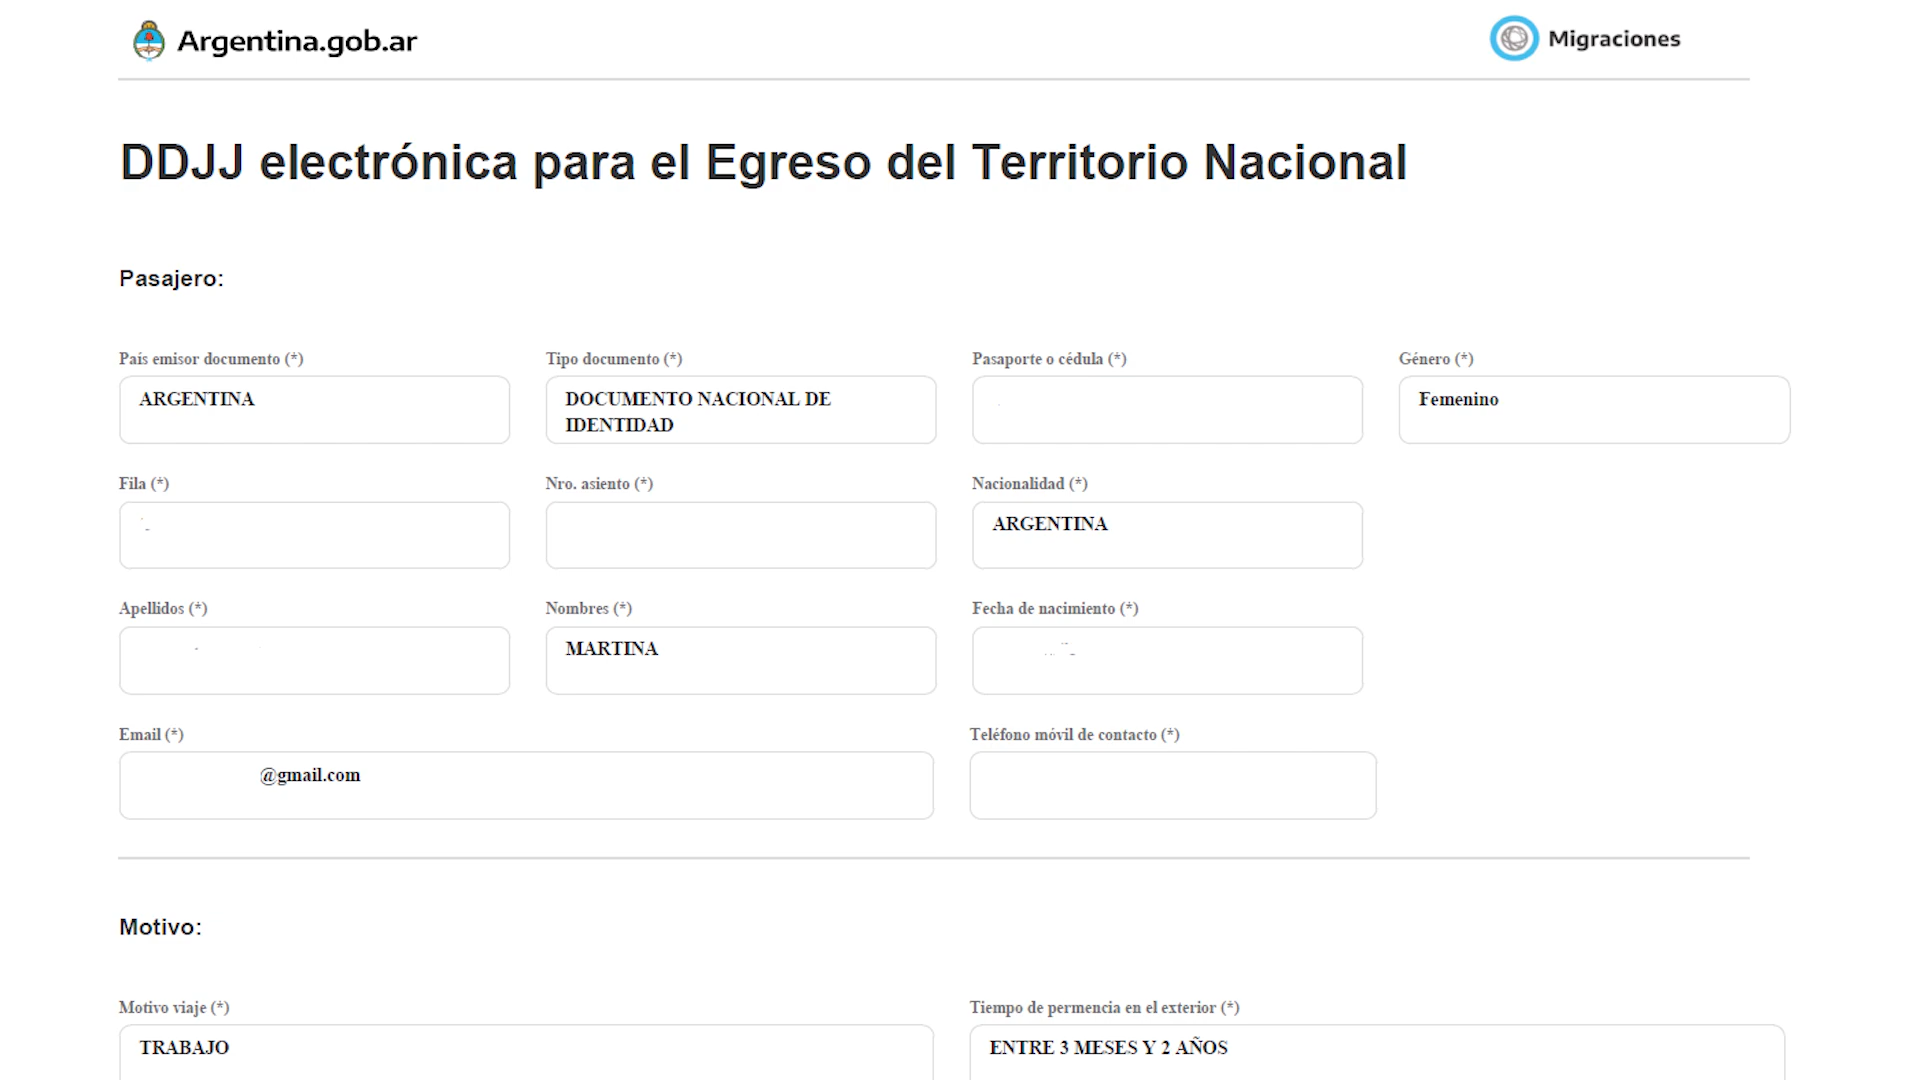 Argentina.gob.ar
Migraciones
DDJJ electrónica para el Egreso del Territorio Nacional
Pasajero:
País emisor documento (*)
Tipo documento (*)
Pasaporte o cédula (*)
Género (*)
ARGENTINA
DOCUMENTO NACIONAL DE
IDENTIDAD
Femenino
Fila (*)
Nro. asiento (*)
Nacionalidad (*)
ARGENTINA
Apellidos (*)
Nombres (*)
Fecha de nacimiento (*)
MARTINA
Email (*)
Teléfono móvil de contacto (*)
@gmail.com
Motivo:
Motivo viaje (*)
Tiempo de permencia en el exterior (*)
TRABAJO
ENTRE 3 MESES Y 2 AÑOS